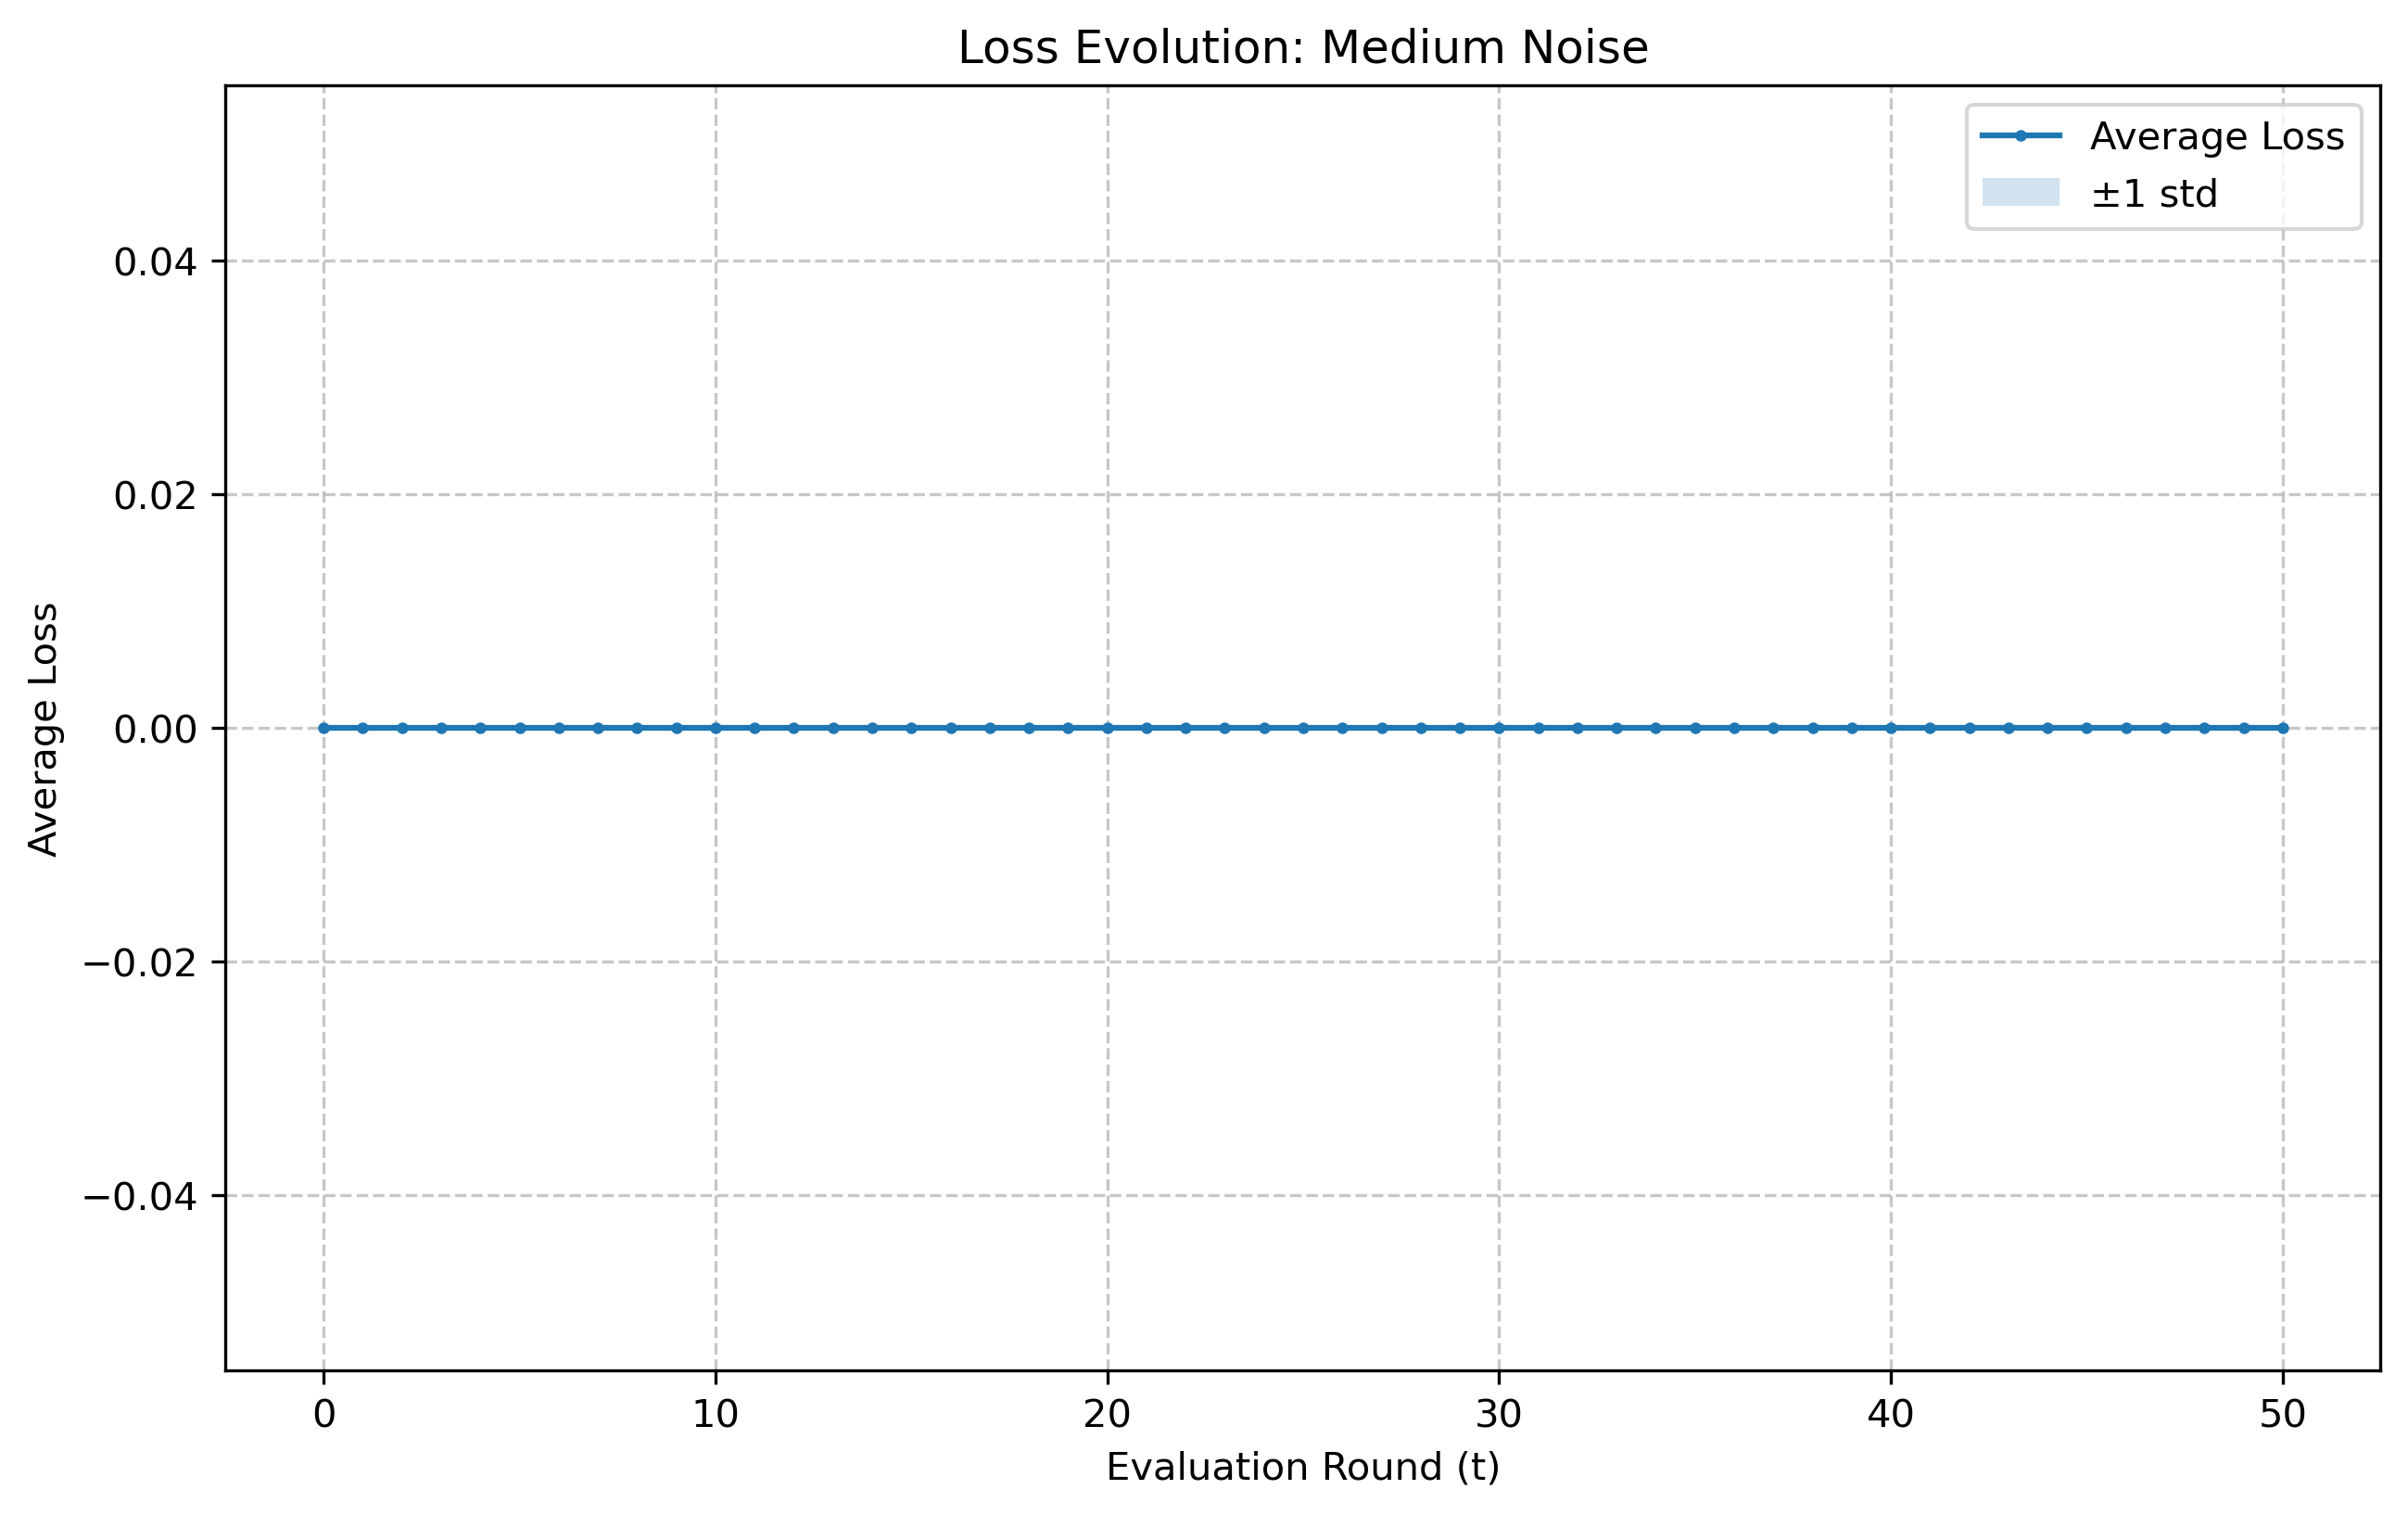 Loss Evolution: Medium Noise
Average Loss
±1 std
Average Loss
0.04
0.02
0.00
−0.02
−0.04
0 10 20 30 40 50
Evaluation Round (t)